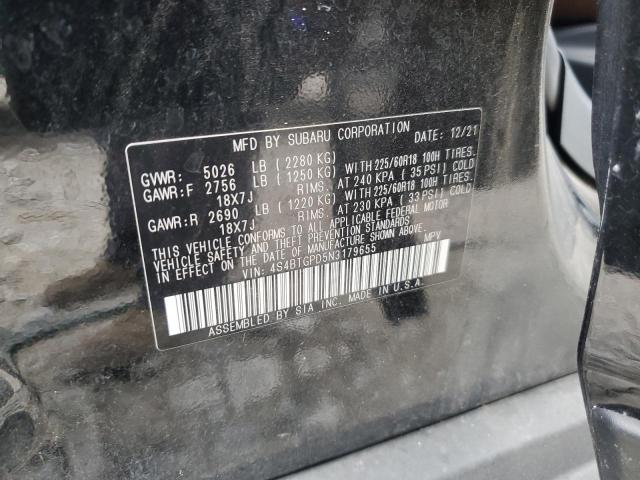 MFD BY SUBARU CORPORATION DATE: 12/21
GVWR: 5026 LB (2280 KG)
GAWR:F 2756 LB (1250 KG) WITH 225/60R18 100H TIRES.
18X7J RIMS. AT 240 KPA (35 PSI)
GAWR:R 2690 LB (1220 KG) WITH 225/60R18 100H TIRES.
18X7J RIMS. AT 230 KPA (33 PSI)
THIS VEHICLE CONFORMS TO ALL APPLICABLE FEDERAL MOTOR
VEHICLE SAFETY AND THEFT PREVENTION STANDARDS
IN EFFECT ON THE DATE OF MANUFACTURE SHOWN ABOVE.
VIN: 4S4BTGPD5N3179655 MPV
ASSEMBLED BY SIA INC. MADE IN U.S.A.